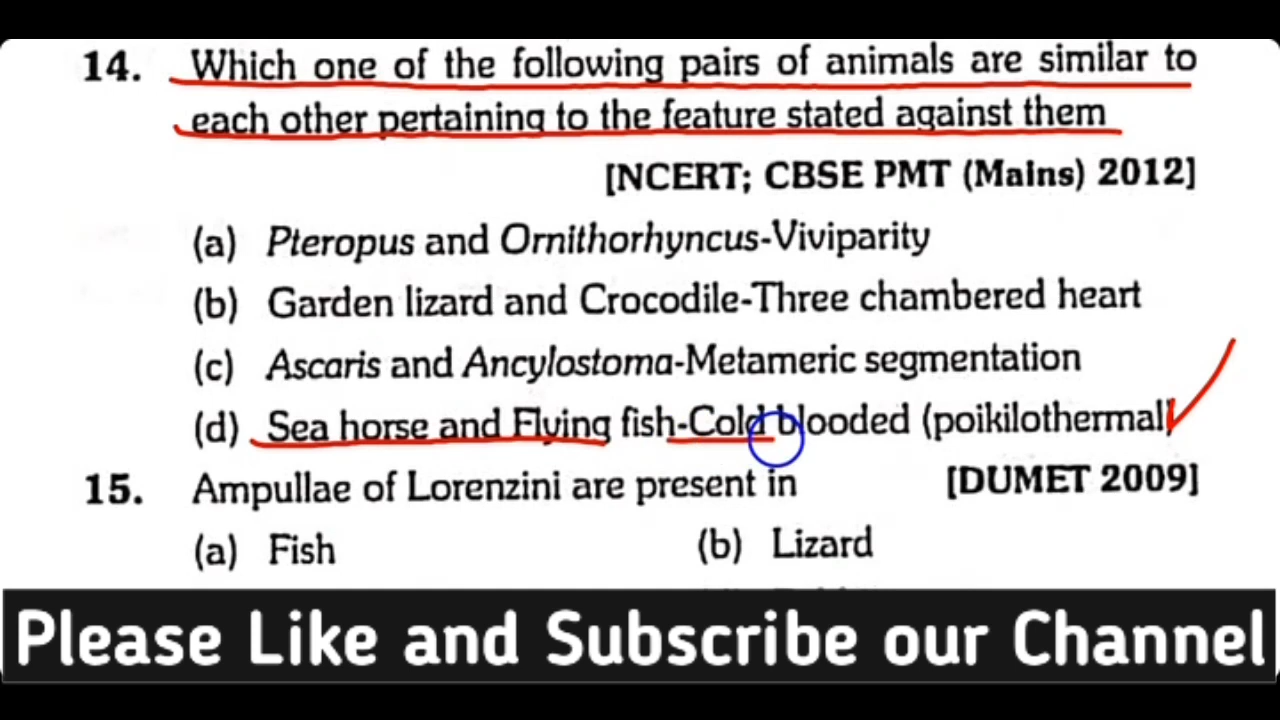 14. Which one of the following pairs of animals are similar to
each other pertaining to the feature stated against them
[NCERT; CBSE PMT (Mains) 2012]
(a) Pteropus and Ornithorhyncus-Viviparity
(b) Garden lizard and Crocodile-Three chambered heart
(c) Ascaris and Ancylostoma-Metameric segmentation
(d) Sea horse and Flying fish-Cold blooded (poikilothermal)
15. Ampullae of Lorenzini are present in [DUMET 2009]
(a) Fish (b) Lizard
Please Like and Subscribe our Channel